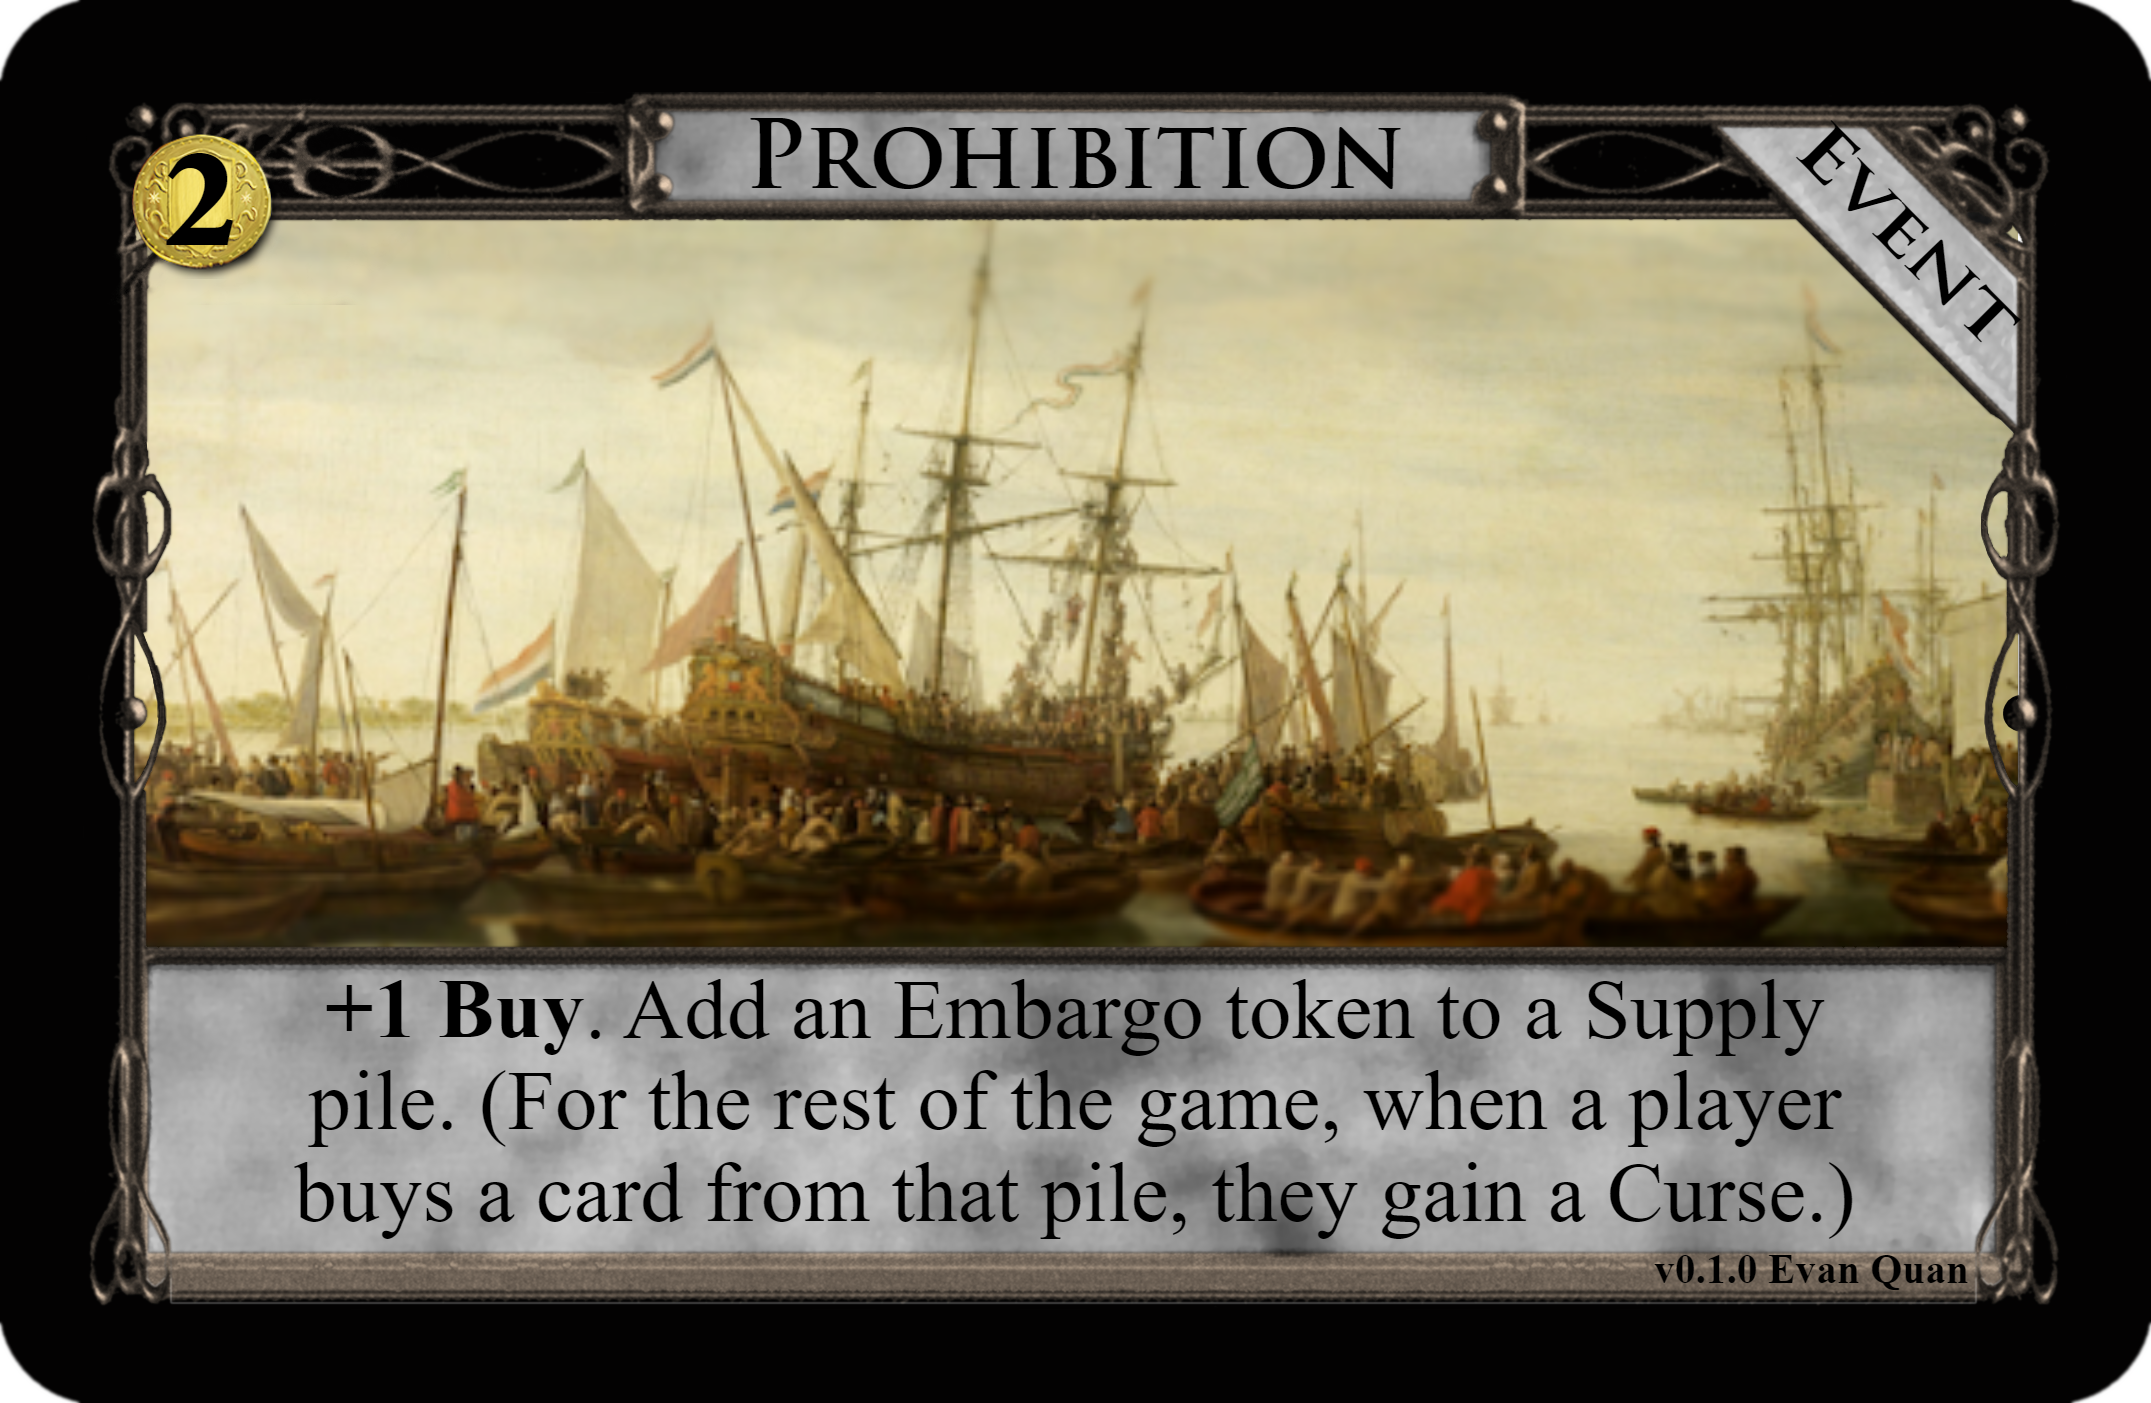 2
PROHIBITION
EVENT
+1 Buy. Add an Embargo token to a Supply
pile. (For the rest of the game, when a player
buys a card from that pile, they gain a Curse.)
v0.1.0 Evan Quan